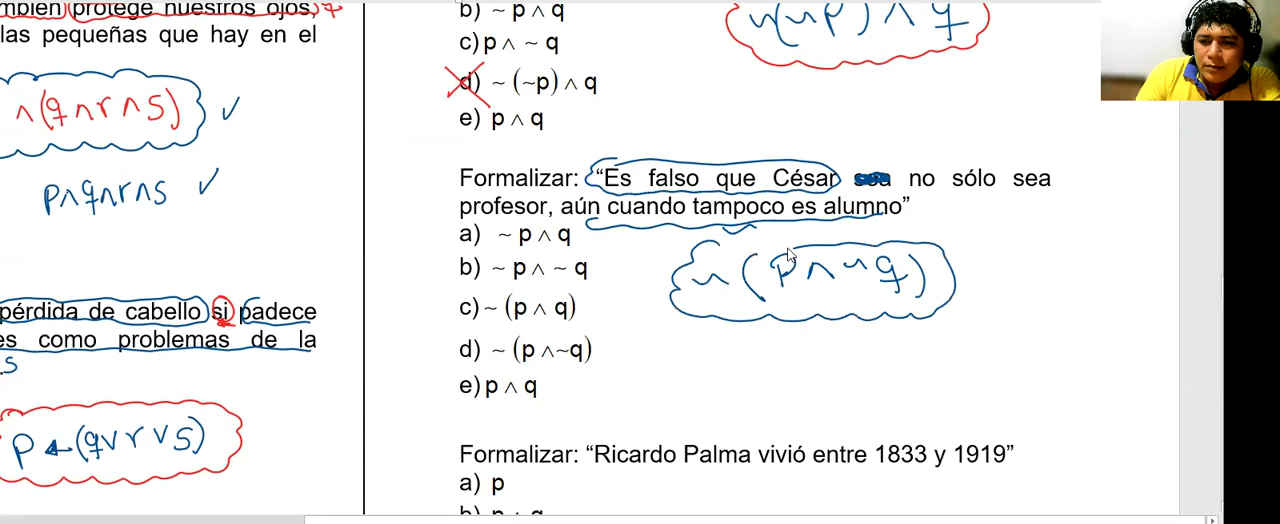 mbién protege nuestros ojos, q
las pequeñas que hay en el
∧ (q ∧ r ∧ s) ✓
p ∧ q ∧ r ∧ s ✓
pérdida de cabello si padece
es como problemas de la
s
p ← (q ∨ r ∨ s)
b) ~ p ∧ q
~(~p) ∧ q
c) p ∧ ~ q
d) ~ (~p) ∧ q
e) p ∧ q
Formalizar: “Es falso que César sea no sólo sea
profesor, aún cuando tampoco es alumno”
a) ~ p ∧ q
b) ~ p ∧ ~ q
c) ~ (p ∧ q)
d) ~ (p ∧~q)
e) p ∧ q
~ (p ∧ ~q)
Formalizar: “Ricardo Palma vivió entre 1833 y 1919”
a) p
b) p ∧ q